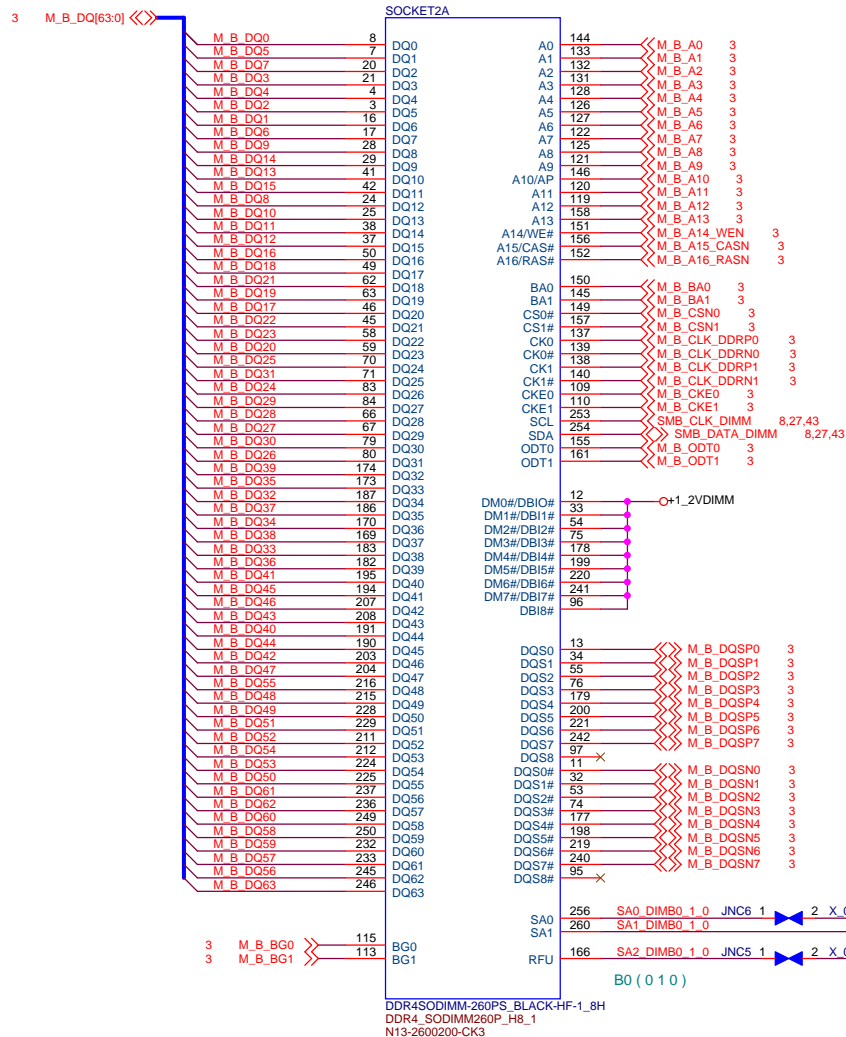 SOCKET2A
3 M_B_DQ[63:0]
M_B_DQ0 8 DQ0 A0 144 M_B_A0 3
M_B_DQ5 7 DQ1 A1 133 M_B_A1 3
M_B_DQ7 20 DQ2 A2 132 M_B_A2 3
M_B_DQ3 21 DQ3 A3 131 M_B_A3 3
M_B_DQ4 4 DQ4 A4 128 M_B_A4 3
M_B_DQ2 3 DQ5 A5 126 M_B_A5 3
M_B_DQ1 16 DQ6 A6 127 M_B_A6 3
M_B_DQ6 17 DQ7 A7 122 M_B_A7 3
M_B_DQ9 28 DQ8 A8 125 M_B_A8 3
M_B_DQ14 29 DQ9 A9 121 M_B_A9 3
M_B_DQ13 41 DQ10 A10/AP 146 M_B_A10 3
M_B_DQ15 42 DQ11 A11 120 M_B_A11 3
M_B_DQ8 24 DQ12 A12 119 M_B_A12 3
M_B_DQ10 25 DQ13 A13 158 M_B_A13 3
M_B_DQ11 38 DQ14 A14/WE# 151 M_B_A14_WEN 3
M_B_DQ12 37 DQ15 A15/CAS# 156 M_B_A15_CASN 3
M_B_DQ16 50 DQ16 A16/RAS# 152 M_B_A16_RASN 3
M_B_DQ18 49 DQ17
M_B_DQ21 62 DQ18 BA0 150 M_B_BA0 3
M_B_DQ19 63 DQ19 BA1 145 M_B_BA1 3
M_B_DQ17 46 DQ20 CS0# 149 M_B_CSN0 3
M_B_DQ22 45 DQ21 CS1# 157 M_B_CSN1 3
M_B_DQ23 58 DQ22 CK0 137 M_B_CLK_DDRP0 3
M_B_DQ20 59 DQ23 CK0# 139 M_B_CLK_DDRN0 3
M_B_DQ25 70 DQ24 CK1 138 M_B_CLK_DDRP1 3
M_B_DQ31 71 DQ25 CK1# 140 M_B_CLK_DDRN1 3
M_B_DQ24 83 DQ26 CKE0 109 M_B_CKE0 3
M_B_DQ29 84 DQ27 CKE1 110 M_B_CKE1 3
M_B_DQ28 66 DQ28 SCL 253 SMB_CLK_DIMM 8,27,43
M_B_DQ27 67 DQ29 SDA 254 SMB_DATA_DIMM 8,27,43
M_B_DQ30 79 DQ30 ODT0 155 M_B_ODT0 3
M_B_DQ26 80 DQ31 ODT1 161 M_B_ODT1 3
M_B_DQ39 174 DQ32
M_B_DQ35 173 DQ33
M_B_DQ32 187 DQ34 DM0#/DBIO# 12 +1_2VDIMM
M_B_DQ37 186 DQ35 DM1#/DBI1# 33
M_B_DQ34 170 DQ36 DM2#/DBI2# 54
M_B_DQ38 169 DQ37 DM3#/DBI3# 75
M_B_DQ33 183 DQ38 DM4#/DBI4# 178
M_B_DQ36 182 DQ39 DM5#/DBI5# 199
M_B_DQ41 195 DQ40 DM6#/DBI6# 220
M_B_DQ45 194 DQ41 DM7#/DBI7# 241
M_B_DQ46 207 DQ42 DBI8# 96
M_B_DQ43 208 DQ43
M_B_DQ40 191 DQ44
M_B_DQ44 190 DQ45 DQS0 13 M_B_DQSP0 3
M_B_DQ42 203 DQ46 DQS1 34 M_B_DQSP1 3
M_B_DQ47 204 DQ47 DQS2 55 M_B_DQSP2 3
M_B_DQ55 216 DQ48 DQS3 76 M_B_DQSP3 3
M_B_DQ48 215 DQ49 DQS4 179 M_B_DQSP4 3
M_B_DQ49 228 DQ50 DQS5 200 M_B_DQSP5 3
M_B_DQ51 229 DQ51 DQS6 221 M_B_DQSP6 3
M_B_DQ52 211 DQ52 DQS7 242 M_B_DQSP7 3
M_B_DQ54 212 DQ53 DQS8 97
M_B_DQ53 224 DQ54 DQS0# 11 M_B_DQSN0 3
M_B_DQ50 225 DQ55 DQS1# 32 M_B_DQSN1 3
M_B_DQ61 237 DQ56 DQS2# 53 M_B_DQSN2 3
M_B_DQ62 236 DQ57 DQS3# 74 M_B_DQSN3 3
M_B_DQ60 249 DQ58 DQS4# 177 M_B_DQSN4 3
M_B_DQ58 250 DQ59 DQS5# 198 M_B_DQSN5 3
M_B_DQ59 232 DQ60 DQS6# 219 M_B_DQSN6 3
M_B_DQ57 233 DQ61 DQS7# 240 M_B_DQSN7 3
M_B_DQ56 245 DQ62 DQS8# 95
M_B_DQ63 246 DQ63
SA0 256 SA0_DIMB0_1_0 JNC6 1 2
SA1 260 SA1_DIMB0_1_0
3 M_B_BG0 115 BG0
3 M_B_BG1 113 BG1 RFU 166 SA2_DIMB0_1_0 JNC5 1 2
B0 ( 0 1 0 )
DDR4SODIMM-260PS_BLACK-HF-1_8H
DDR4_SODIMM260P_H8_1
N13-2600200-CK3